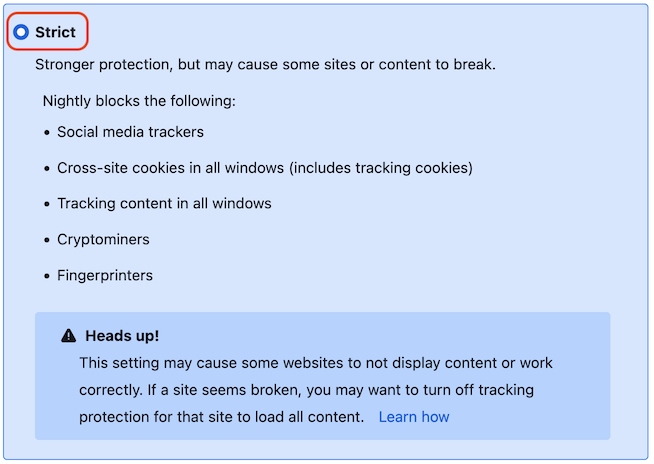 Strict
Stronger protection, but may cause some sites or content to break.
Nightly blocks the following:
• Social media trackers
• Cross-site cookies in all windows (includes tracking cookies)
• Tracking content in all windows
• Cryptominers
• Fingerprinters
Heads up!
This setting may cause some websites to not display content or work
correctly. If a site seems broken, you may want to turn off tracking
protection for that site to load all content. Learn how